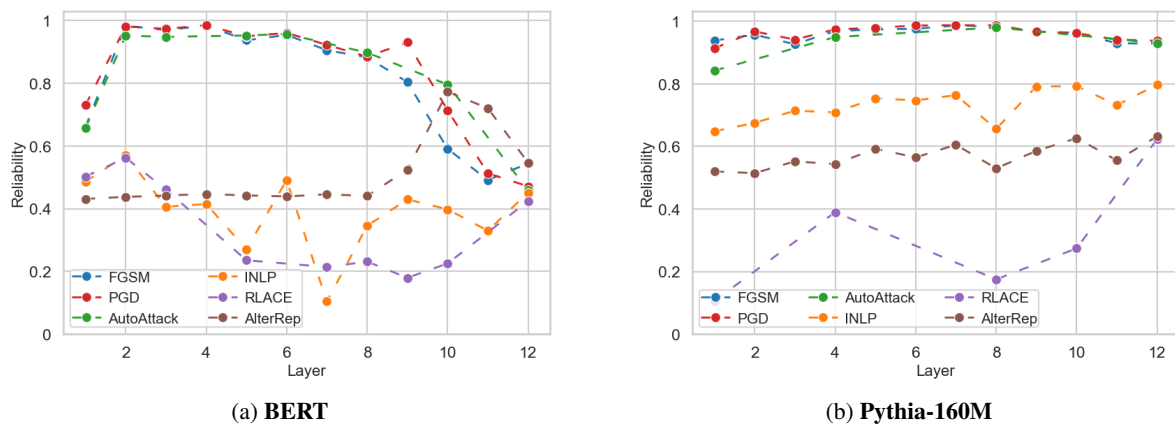 1
0.8
0.6
0.4
0.2
0
Reliability
2
4
6
8
10
12
Layer
FGSM
PGD
AutoAttack
INLP
RLACE
AlterRep
(a) BERT
1
0.8
0.6
0.4
0.2
0
Reliability
2
4
6
8
10
12
Layer
FGSM
PGD
AutoAttack
INLP
RLACE
AlterRep
(b) Pythia-160M